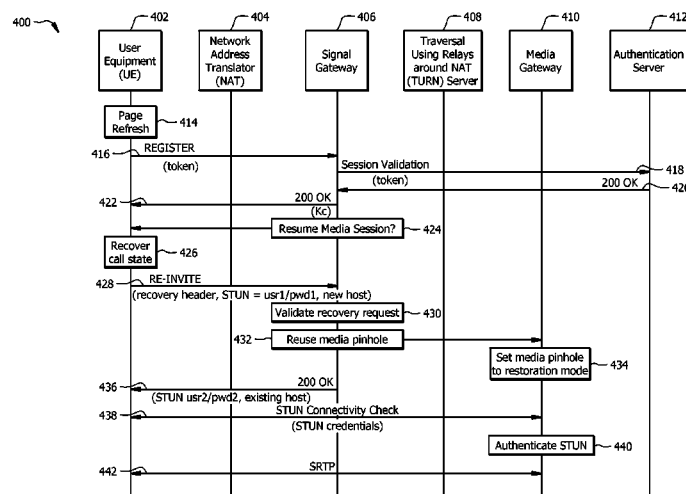 400
402
404
406
408
410
412
User
Equipment
(UE)
Network
Address
Translator
(NAT)
Signal
Gateway
Traversal
Using Relays
around NAT
(TURN) Server
Media
Gateway
Authentication
Server
Page
Refresh
414
416
REGISTER
(token)
Session Validation
418
(token)
200 OK
420
422
200 OK
(Kc)
Resume Media Session?
424
Recover
call state
426
428
RE-INVITE
(recovery header, STUN = usr1/pwd1, new host)
Validate recovery request
430
432
Reuse media pinhole
Set media pinhole
to restoration mode
434
436
200 OK
(STUN usr2/pwd2, existing host)
438
STUN Connectivity Check
(STUN credentials)
Authenticate STUN
440
442
SRTP